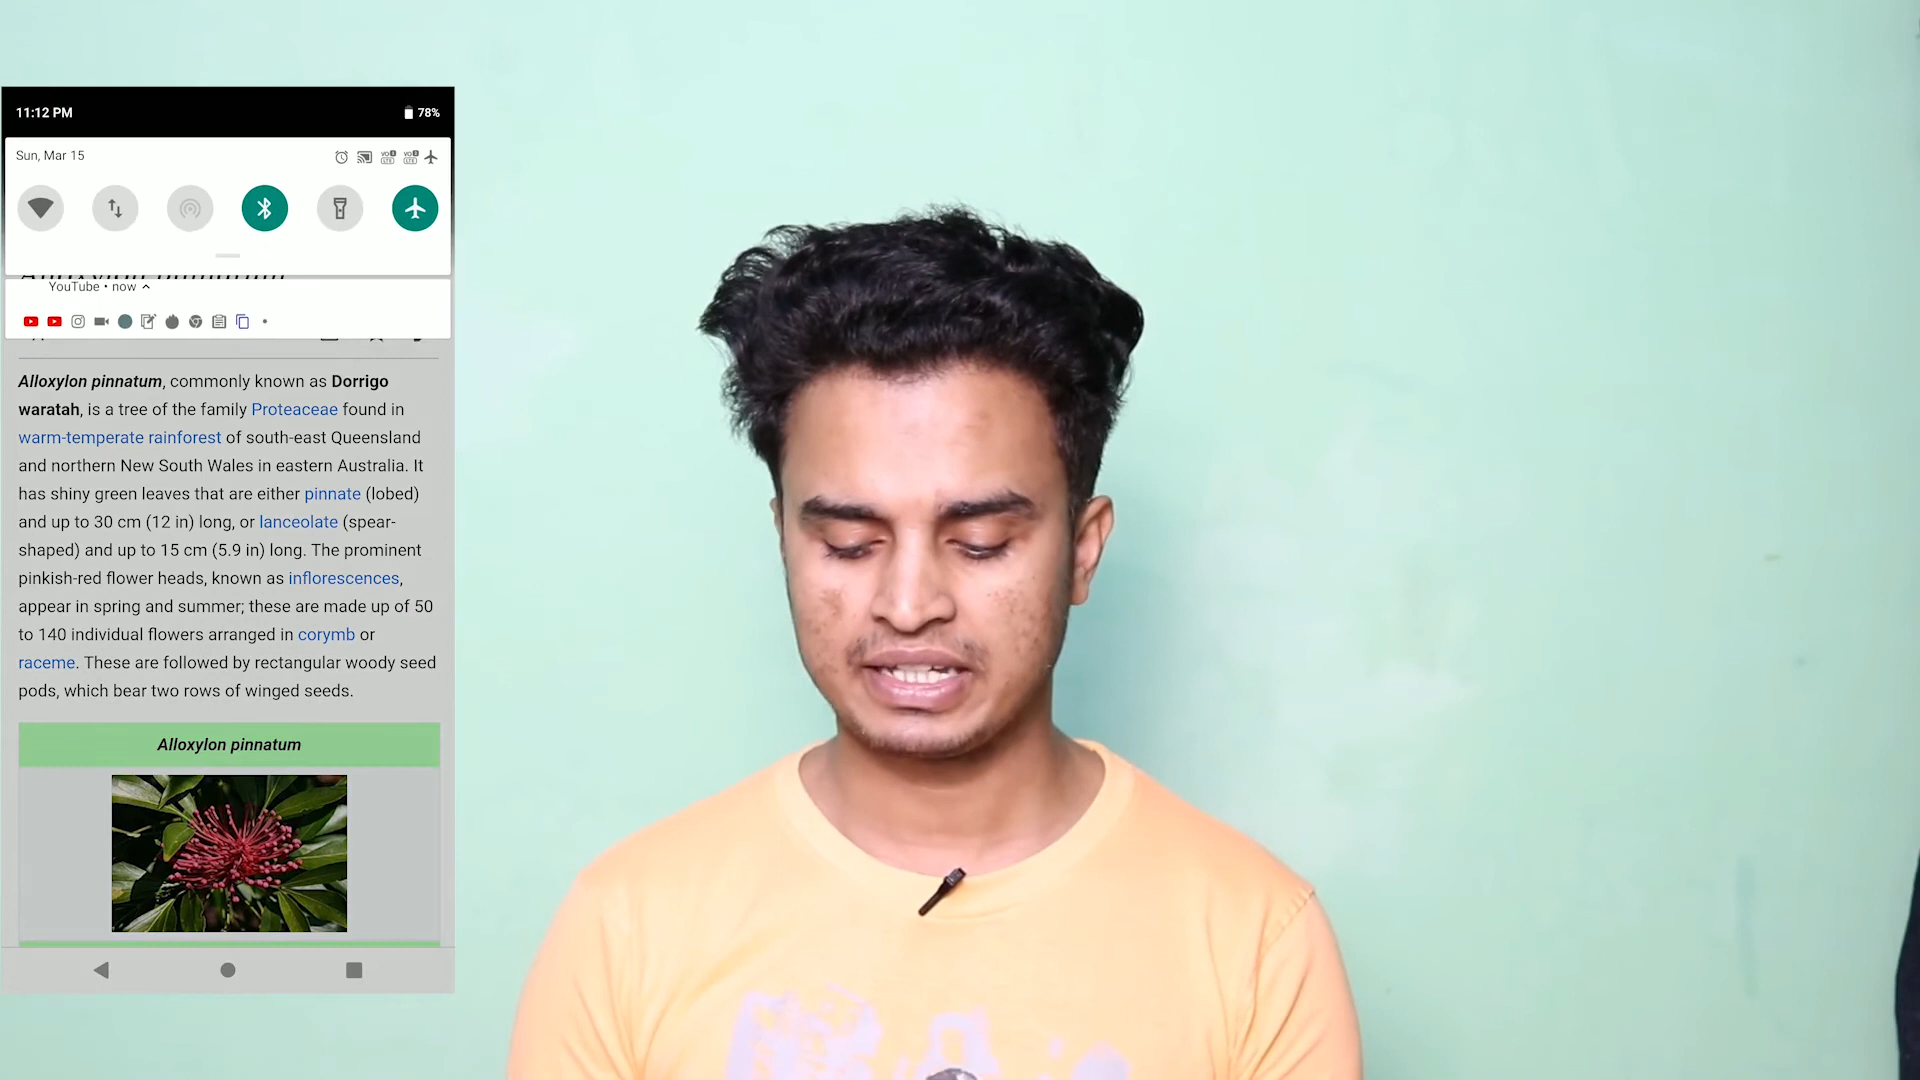 11:12 PM
78%
Sun, Mar 15
YouTube • now
Alloxylon pinnatum, commonly known as Dorrigo
waratah, is a tree of the family Proteaceae found in
warm-temperate rainforest of south-east Queensland
and northern New South Wales in eastern Australia. It
has shiny green leaves that are either pinnate (lobed)
and up to 30 cm (12 in) long, or lanceolate (spear-
shaped) and up to 15 cm (5.9 in) long. The prominent
pinkish-red flower heads, known as inflorescences,
appear in spring and summer; these are made up of 50
to 140 individual flowers arranged in corymb or
raceme. These are followed by rectangular woody seed
pods, which bear two rows of winged seeds.
Alloxylon pinnatum